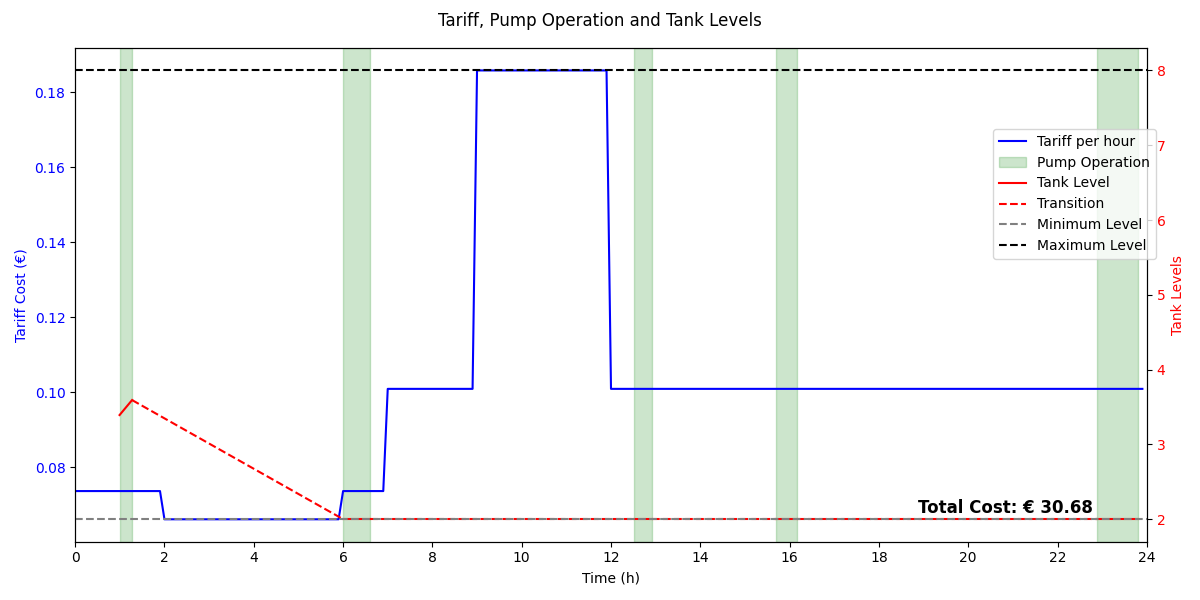 Tariff, Pump Operation and Tank Levels
Tariff Cost (€)
0.18
0.16
0.14
0.12
0.10
0.08
Tariff per hour
Pump Operation
Tank Level
Transition
Minimum Level
Maximum Level
Total Cost: € 30.68
8
7
6
5
4
3
2
Tank Levels
0 2 4 6 8 10 12 14 16 18 20 22 24
Time (h)